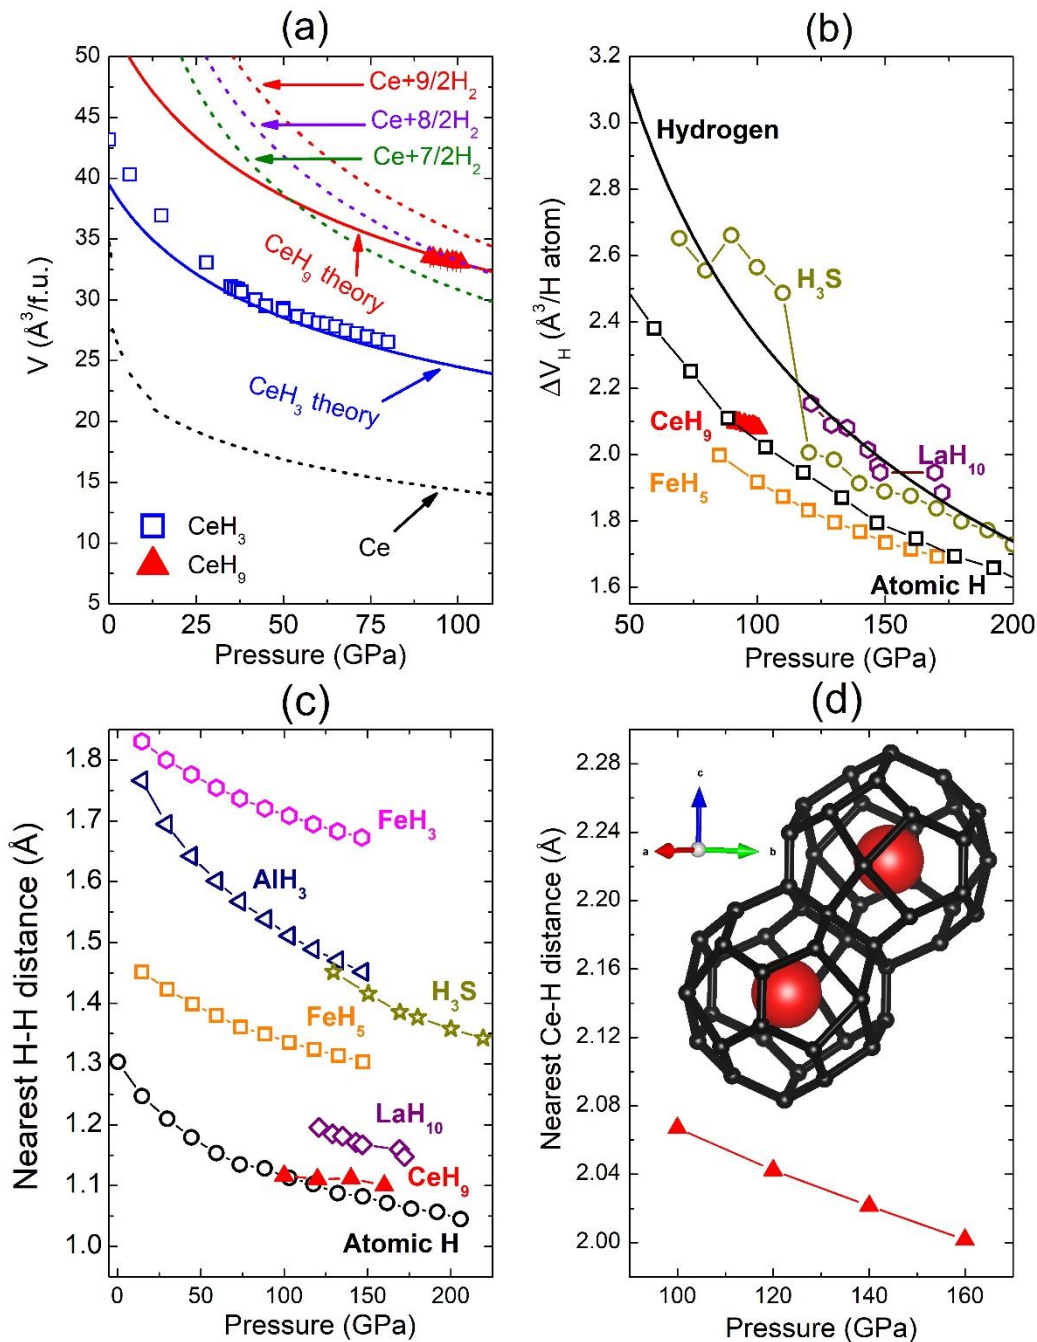 (a)
50
45
40
35
30
25
20
15
10
5
V (Å³/f.u.)
Ce+9/2H₂
Ce+8/2H₂
Ce+7/2H₂
CeH₉ theory
CeH₃ theory
Ce
CeH₃
CeH₉
0 25 50 75 100
Pressure (GPa)
(b)
3.2
3.0
2.8
2.6
2.4
2.2
2.0
1.8
1.6
ΔV_H (Å³/H atom)
Hydrogen
H₃S
CeH₉
LaH₁₀
FeH₅
Atomic H
50 100 150 200
Pressure (GPa)
(c)
1.8
1.7
1.6
1.5
1.4
1.3
1.2
1.1
1.0
Nearest H-H distance (Å)
FeH₃
AlH₃
H₃S
FeH₅
LaH₁₀
CeH₉
Atomic H
0 50 100 150 200
Pressure (GPa)
(d)
2.28
2.24
2.20
2.16
2.12
2.08
2.04
2.00
Nearest Ce-H distance (Å)
c
a
b
100 120 140 160
Pressure (GPa)